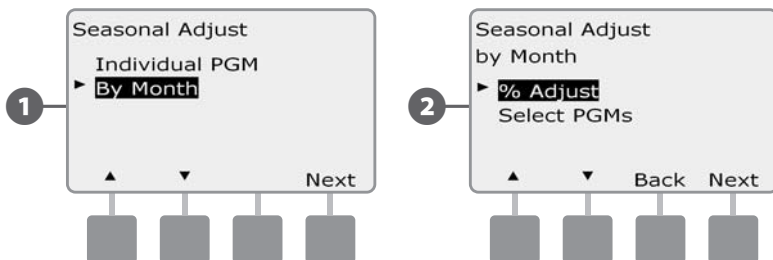 1
Seasonal Adjust
Individual PGM
► By Month
▲ ▼ Next
2
Seasonal Adjust
by Month
► % Adjust
Select PGMs
▲ ▼ Back Next